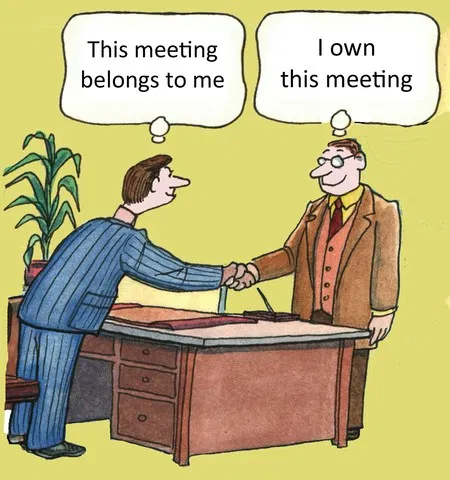 This meeting
belongs to me
I own
this meeting